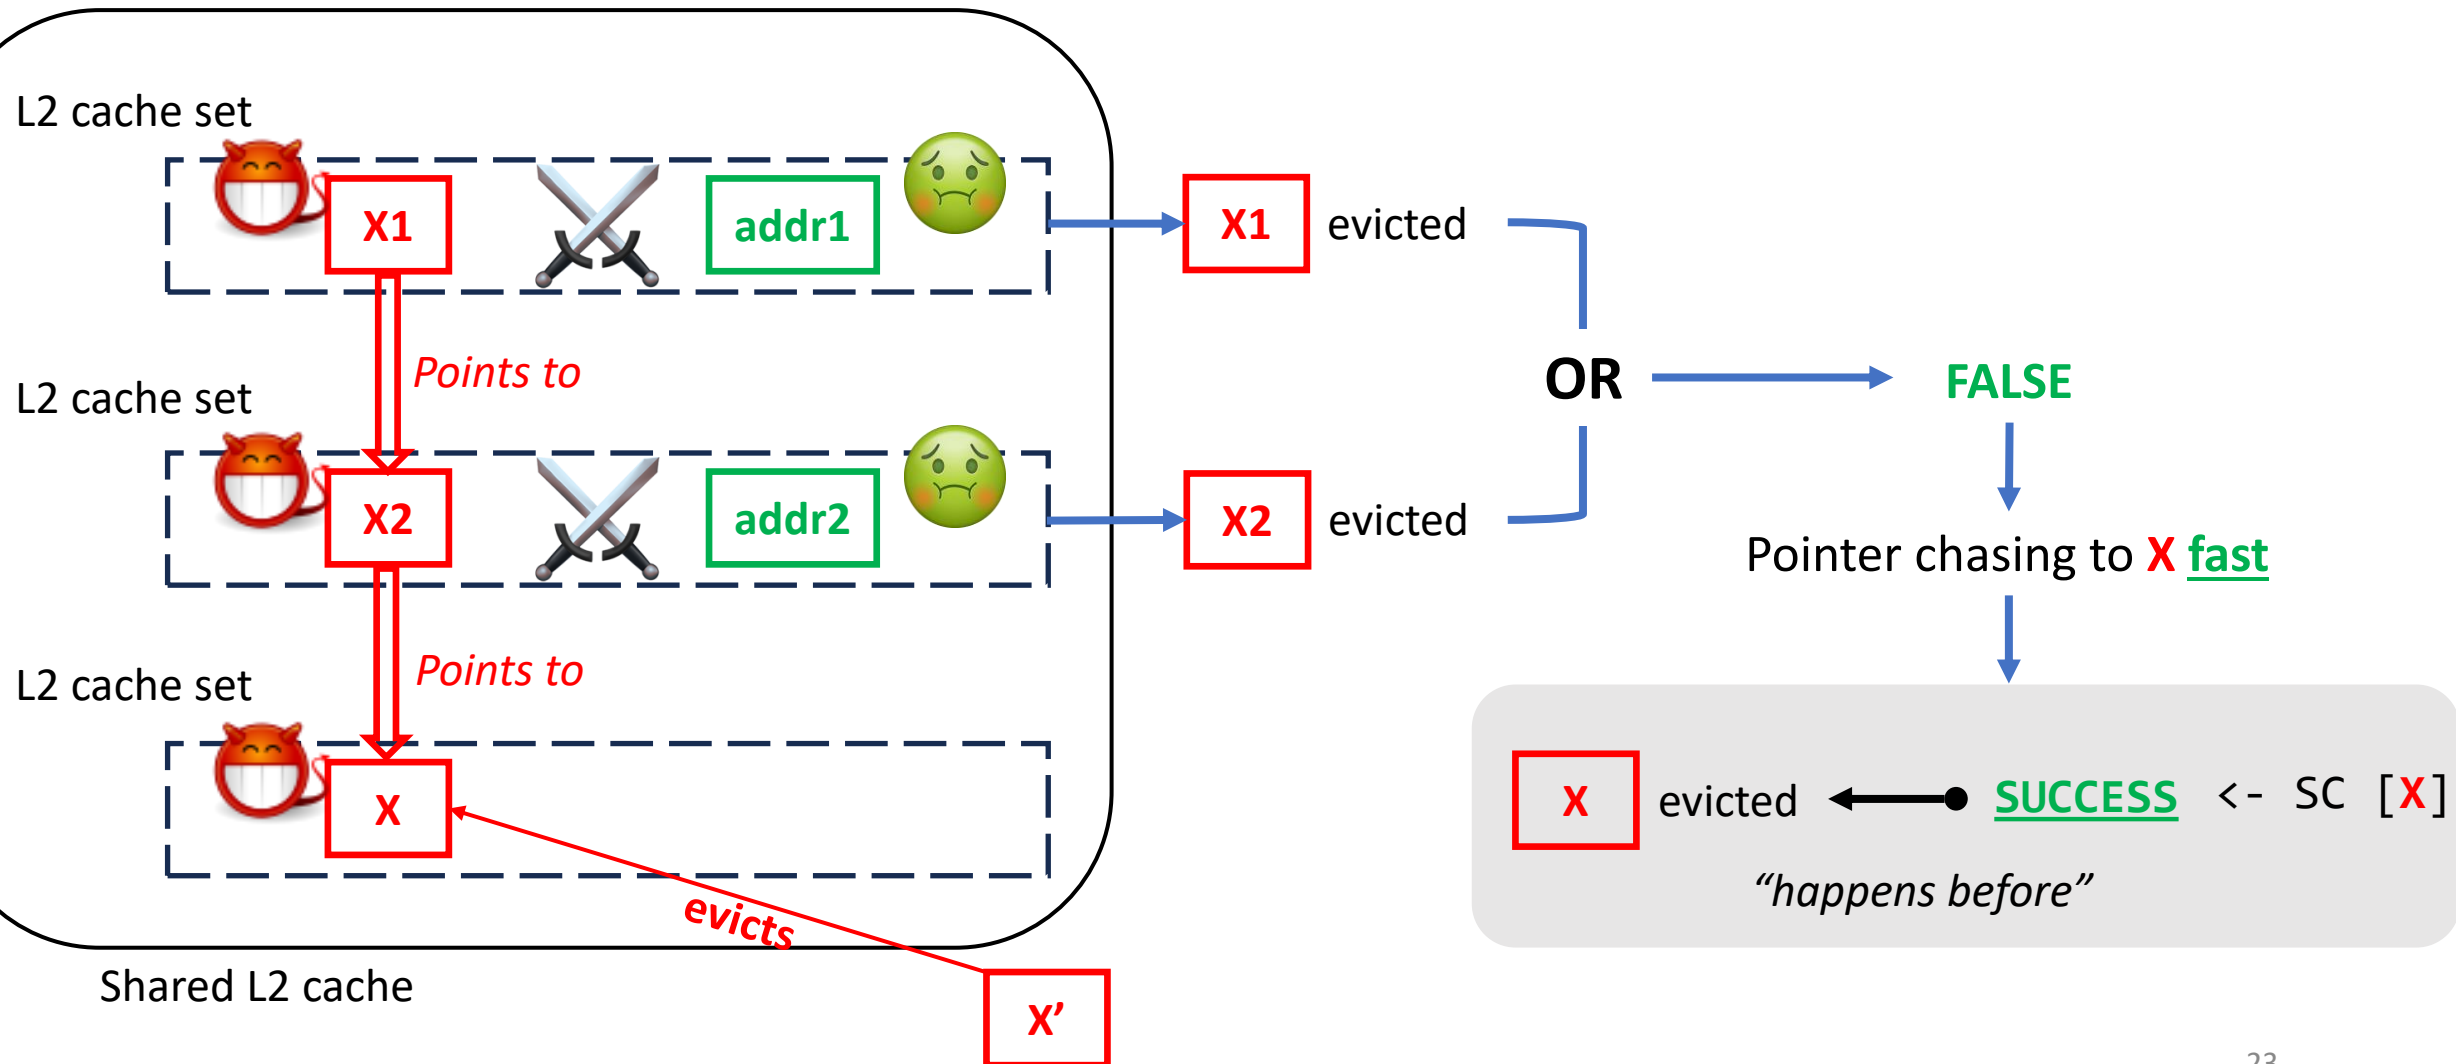 L2 cache set
X1
addr1
X1 evicted
Points to
OR
FALSE
L2 cache set
X2
addr2
X2 evicted
Pointer chasing to X fast
Points to
L2 cache set
X
X evicted SUCCESS <- SC [X]
“happens before”
evicts
Shared L2 cache
X’
23